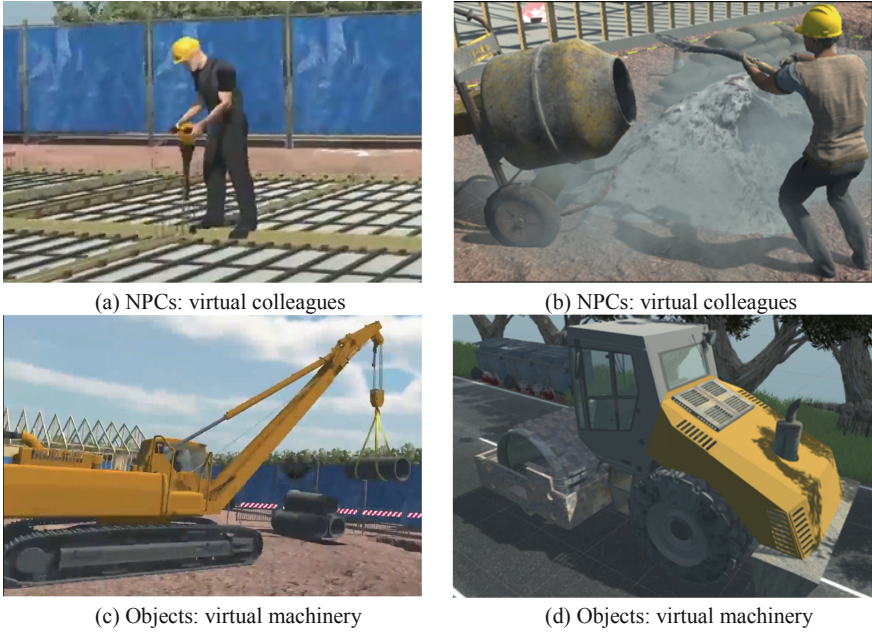 (a) NPCs: virtual colleagues
(b) NPCs: virtual colleagues
(c) Objects: virtual machinery
(d) Objects: virtual machinery